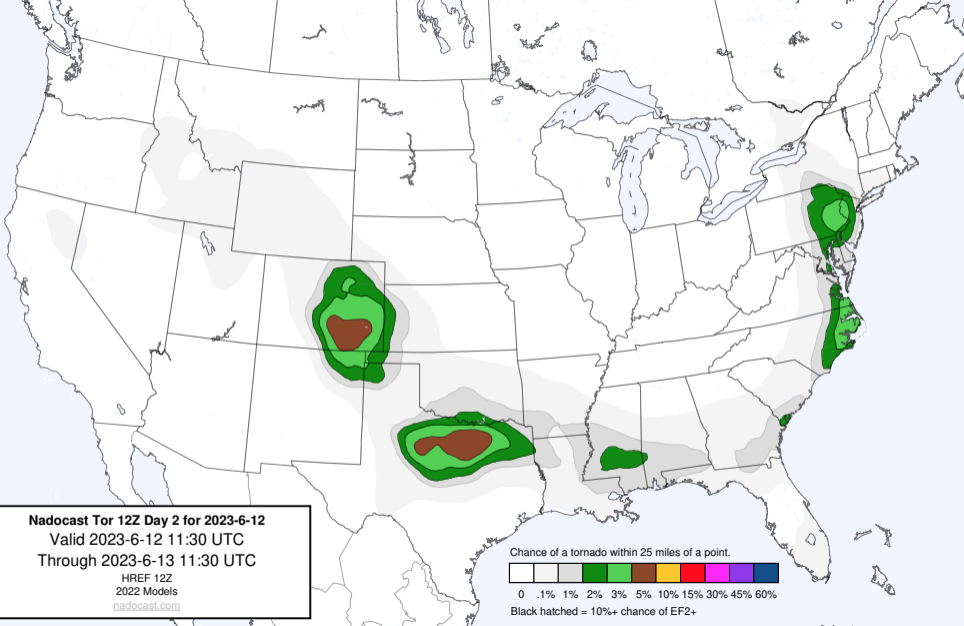 Nadocast Tor 12Z Day 2 for 2023-6-12
Valid 2023-6-12 11:30 UTC
Through 2023-6-13 11:30 UTC
HREF 12Z
2022 Models
nadocast.com
Chance of a tornado within 25 miles of a point.
0 .1% 1% 2% 3% 5% 10% 15% 30% 45% 60%
Black hatched = 10%+ chance of EF2+